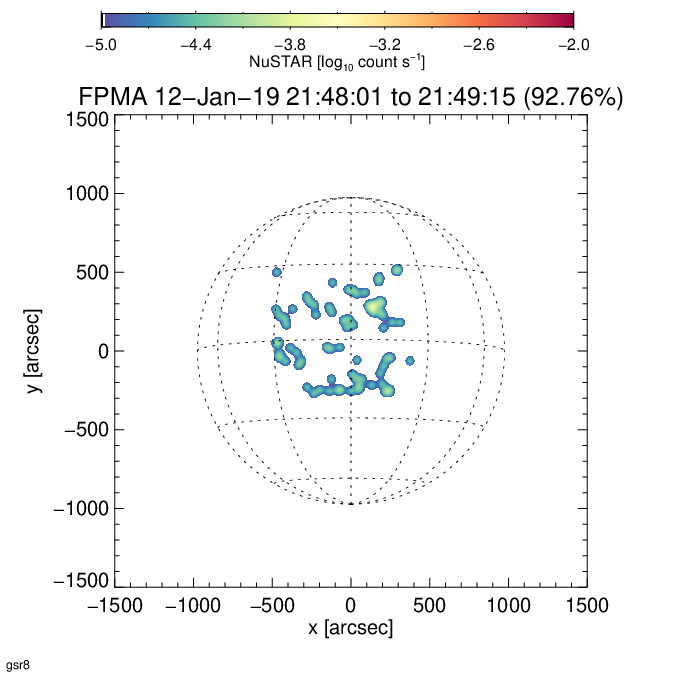 −5.0 −4.4 −3.8 −3.2 −2.6 −2.0
NuSTAR [log₁₀ count s⁻¹]
FPMA 12−Jan−19 21:48:01 to 21:49:15 (92.76%)
1500
1000
500
0
−500
−1000
−1500
y [arcsec]
−1500 −1000 −500 0 500 1000 1500
x [arcsec]
gsr8